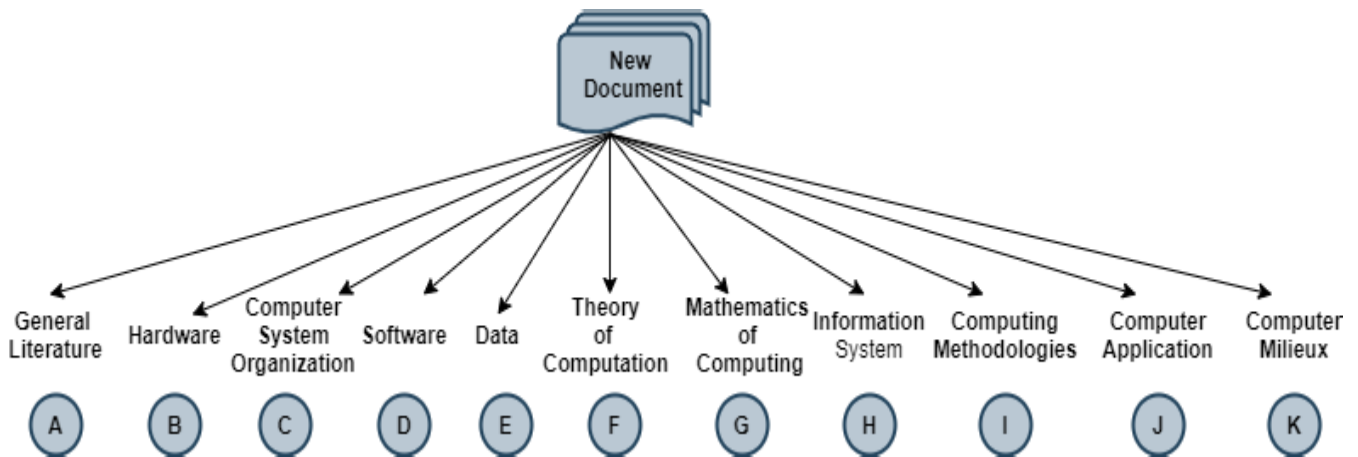 New
Document
General
Literature
Hardware
Computer
System
Organization
Software
Data
Theory
of
Computation
Mathematics
of
Computing
Information
System
Computing
Methodologies
Computer
Application
Computer
Milieux
A
B
C
D
E
F
G
H
I
J
K